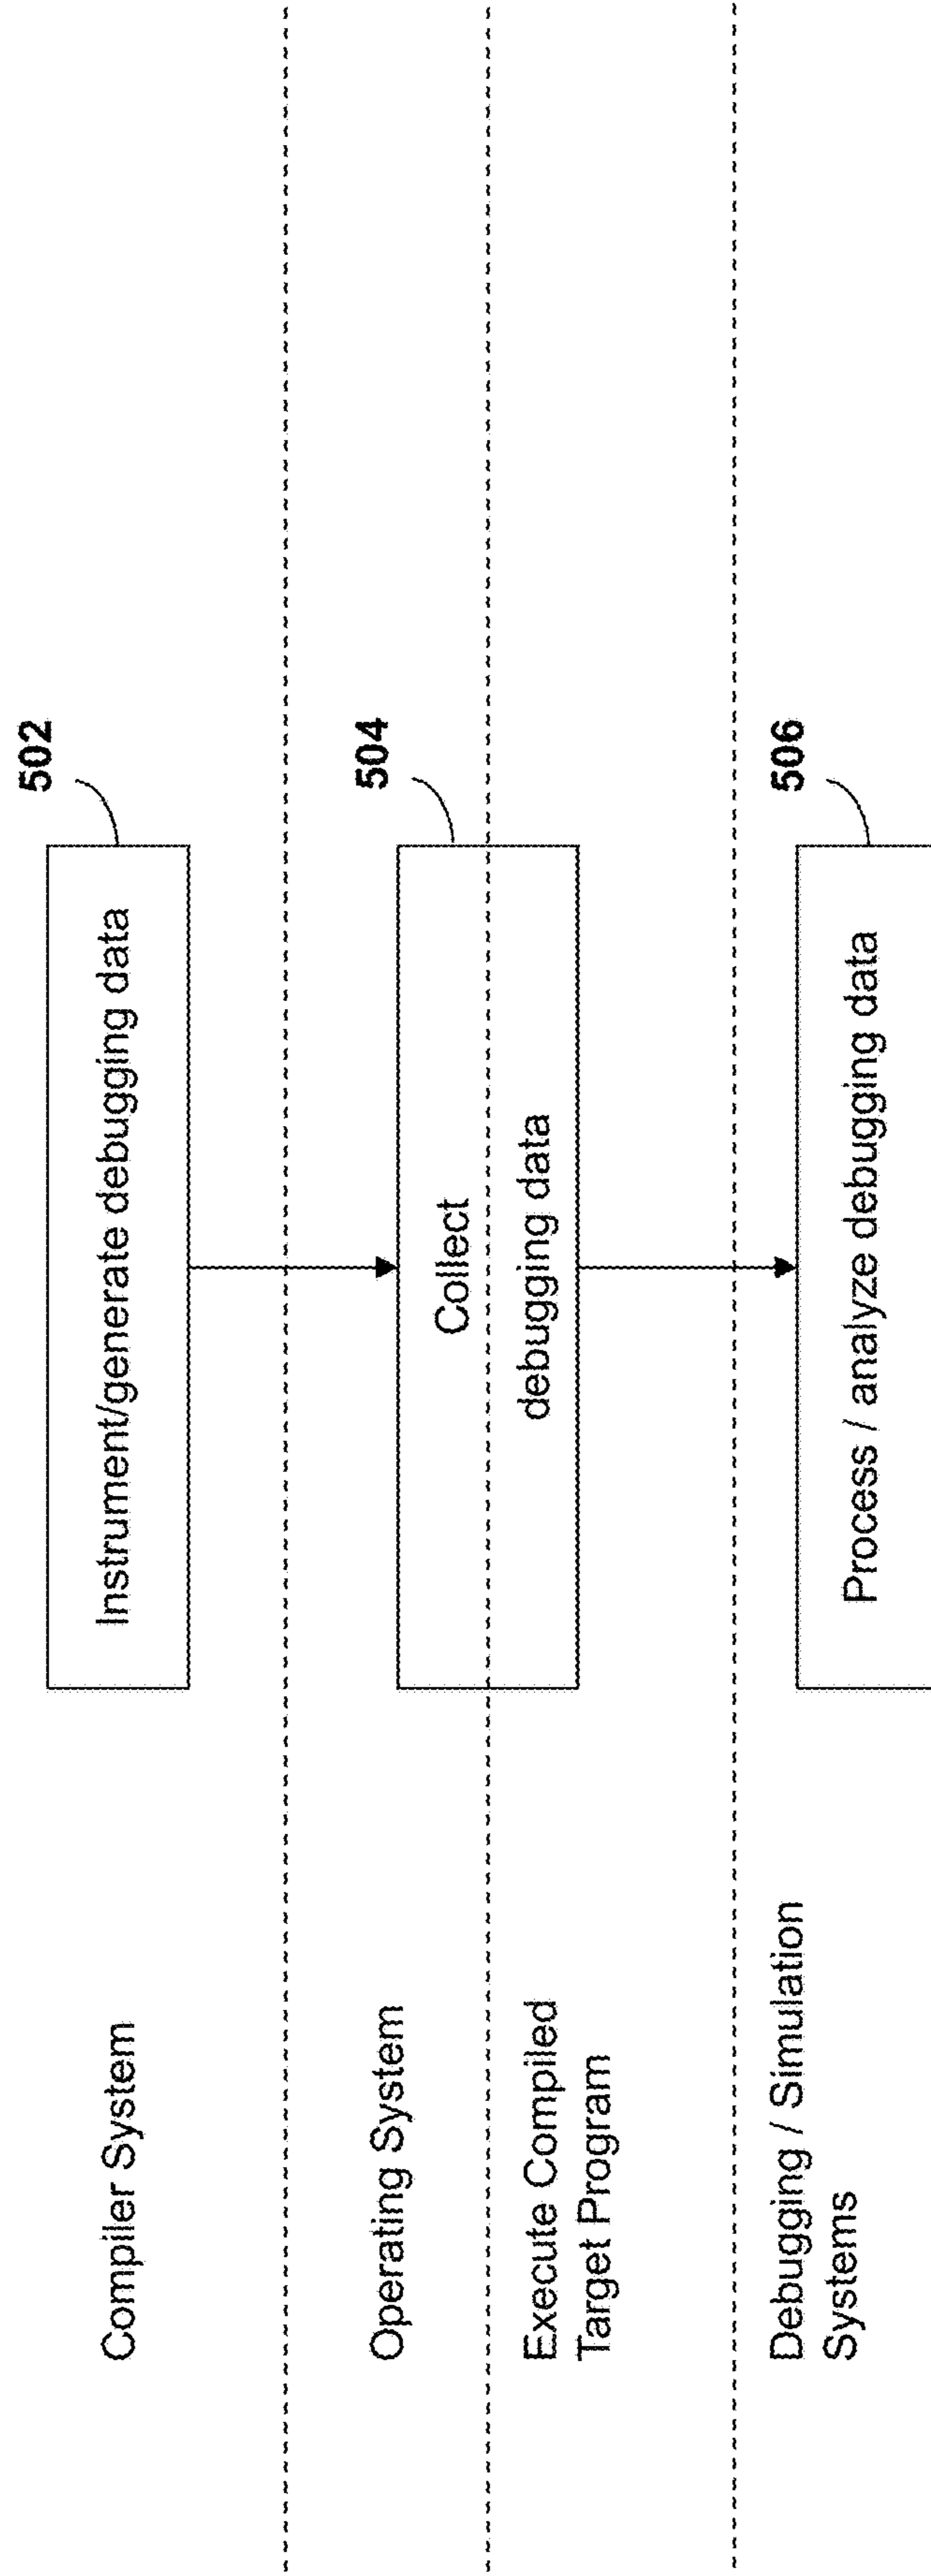 Compiler System
502
Instrument/generate debugging data
Operating System
504
Collect
Execute Compiled
Target Program
debugging data
Debugging / Simulation
Systems
506
Process / analyze debugging data